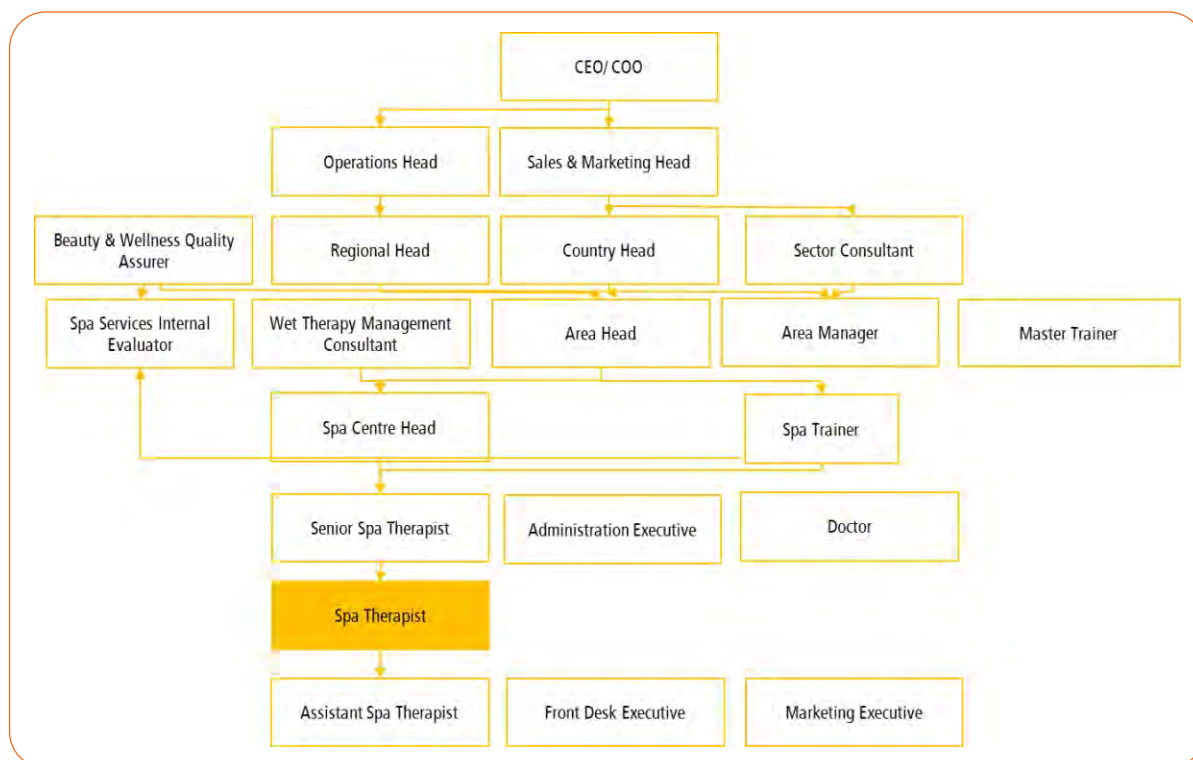 CEO/ COO
Operations Head
Sales & Marketing Head
Beauty & Wellness Quality
Assurer
Regional Head
Country Head
Sector Consultant
Spa Services Internal
Evaluator
Wet Therapy Management
Consultant
Area Head
Area Manager
Master Trainer
Spa Centre Head
Spa Trainer
Senior Spa Therapist
Administration Executive
Doctor
Spa Therapist
Assistant Spa Therapist
Front Desk Executive
Marketing Executive